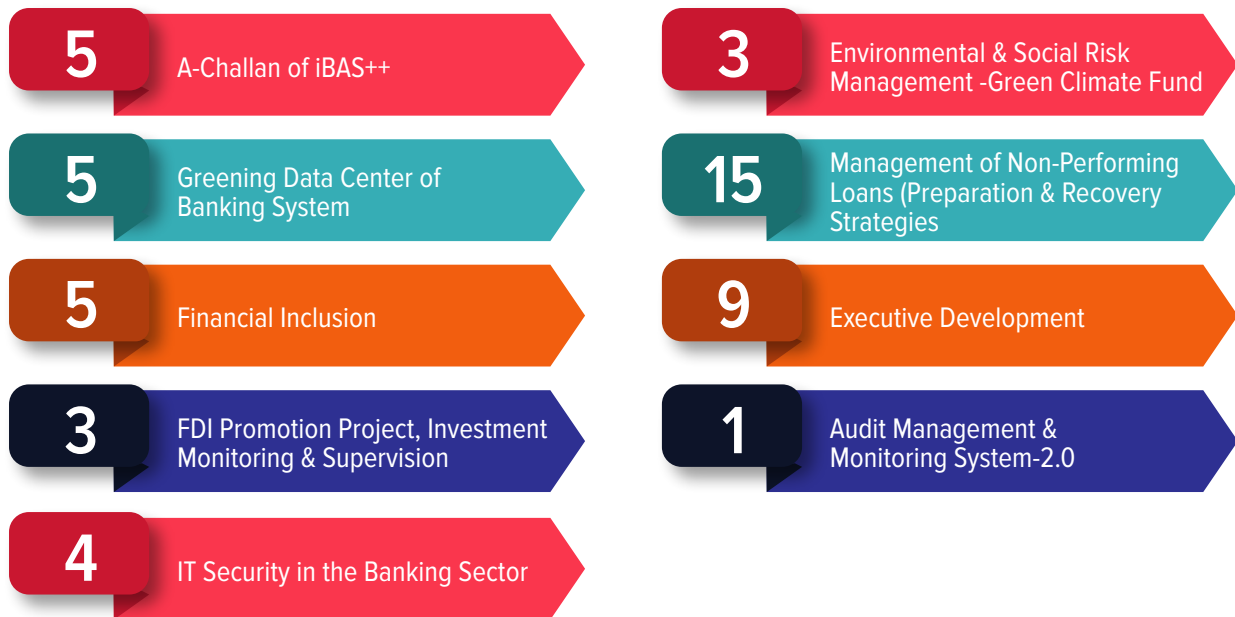 5
A-Challan of iBAS++
5
Greening Data Center of
Banking System
5
Financial Inclusion
3
FDI Promotion Project, Investment
Monitoring & Supervision
4
IT Security in the Banking Sector
3
Environmental & Social Risk
Management -Green Climate Fund
15
Management of Non-Performing
Loans (Preparation & Recovery
Strategies
9
Executive Development
1
Audit Management &
Monitoring System-2.0